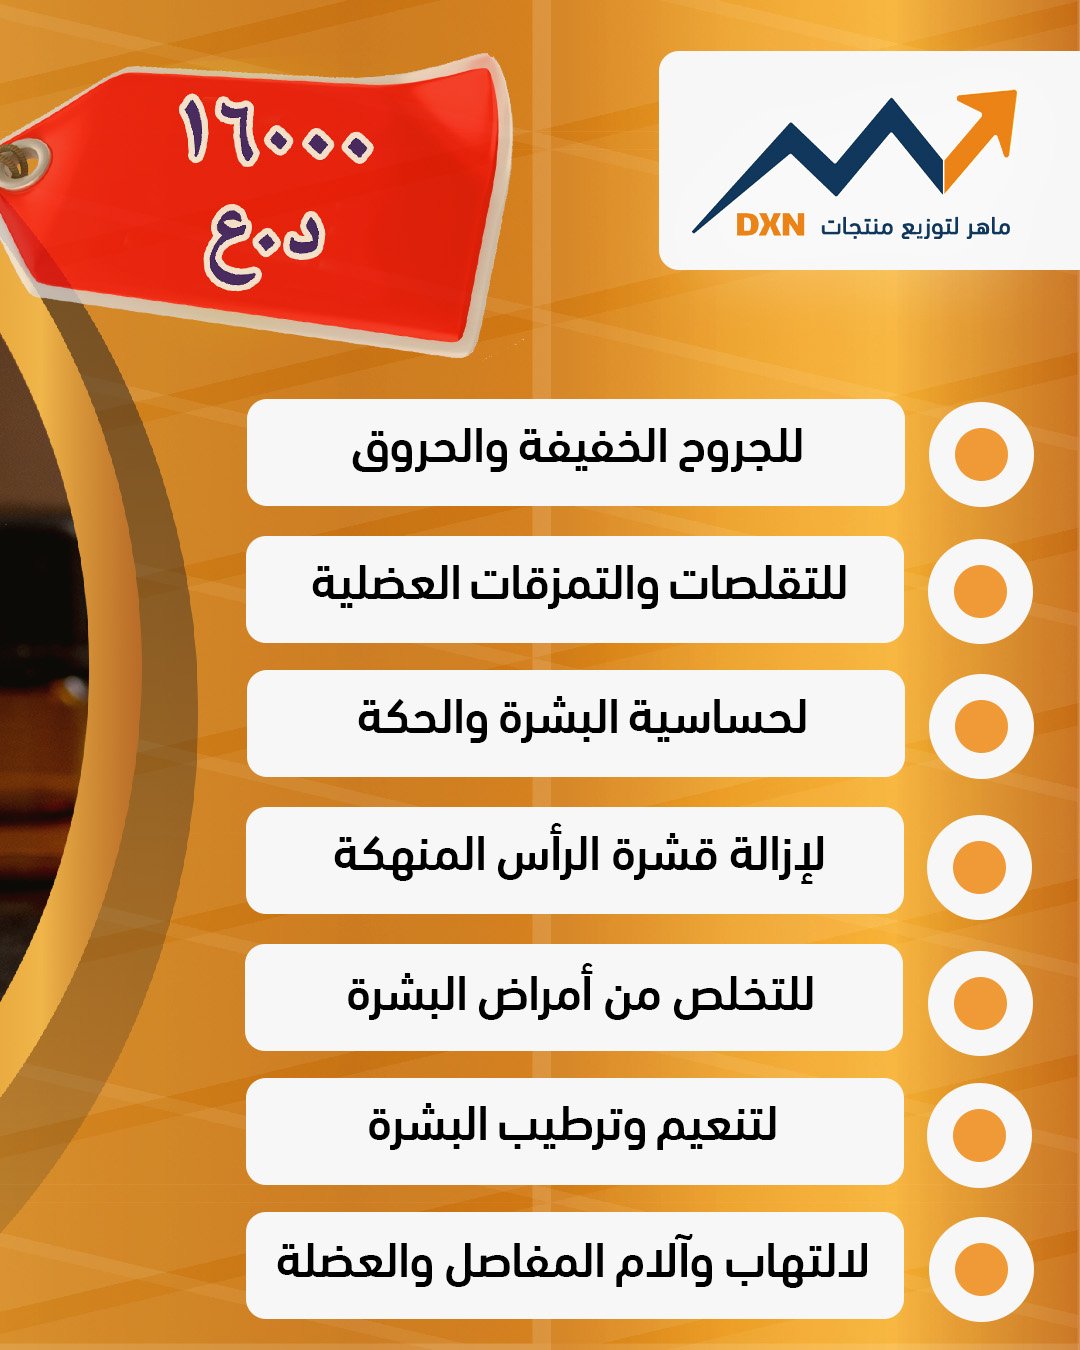 ١٦٠٠٠
د.ع
ماهر لتوزيع منتجات DXN
للجروح الخفيفة والحروق
للتقلصات والتمزقات العضلية
لحساسية البشرة والحكة
لإزالة قشرة الرأس المنهكة
للتخلص من أمراض البشرة
لتنعيم وترطيب البشرة
لالتهاب وآلام المفاصل والعضلة